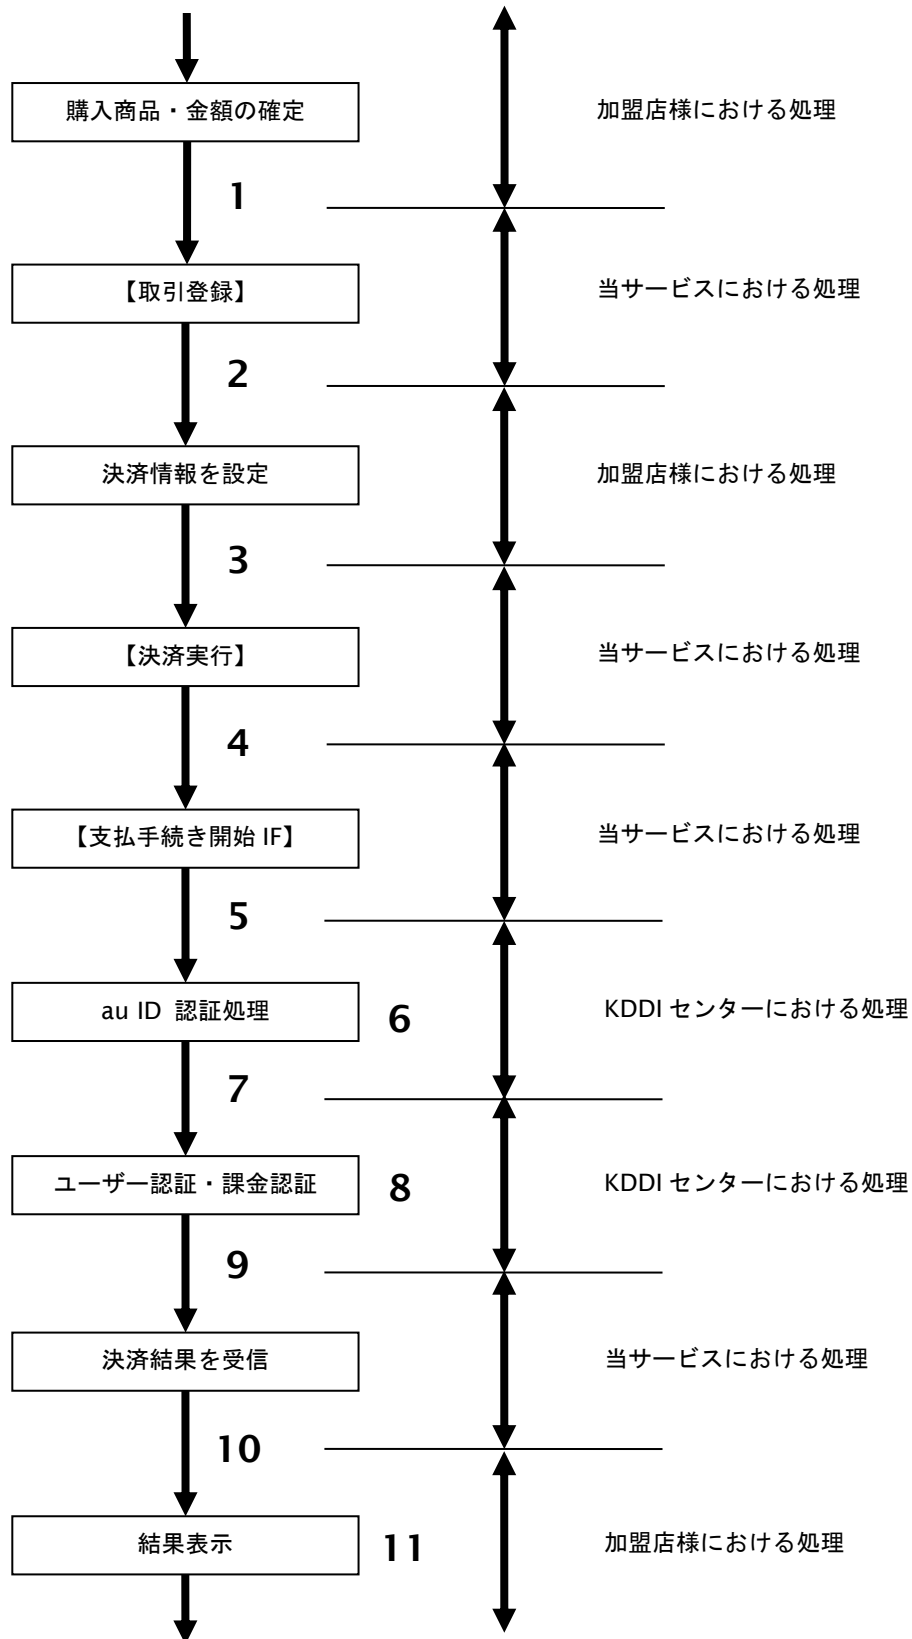 購入商品・金額の確定
加盟店様における処理
1
【取引登録】
当サービスにおける処理
2
決済情報を設定
加盟店様における処理
3
【決済実行】
当サービスにおける処理
4
【支払手続き開始 IF】
当サービスにおける処理
5
au ID 認証処理
6
KDDI センターにおける処理
7
ユーザー認証・課金認証
8
KDDI センターにおける処理
9
決済結果を受信
当サービスにおける処理
10
結果表示
11
加盟店様における処理